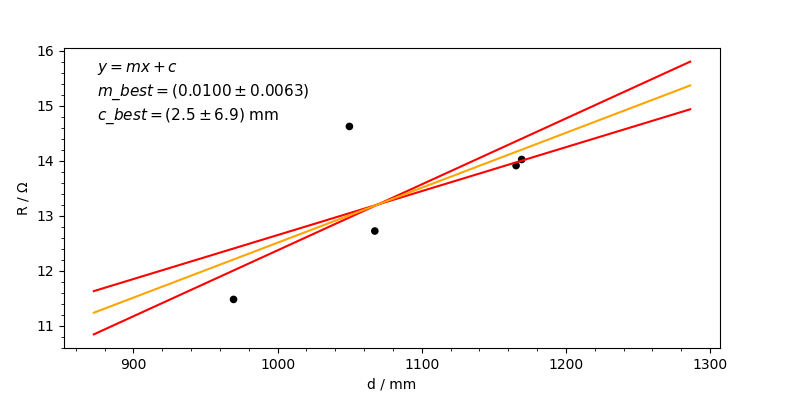 y = mx + c
m_best = (0.0100 ± 0.0063)
c_best = (2.5 ± 6.9) mm
R / Ω
16
15
14
13
12
11
900 1000 1100 1200 1300
d / mm